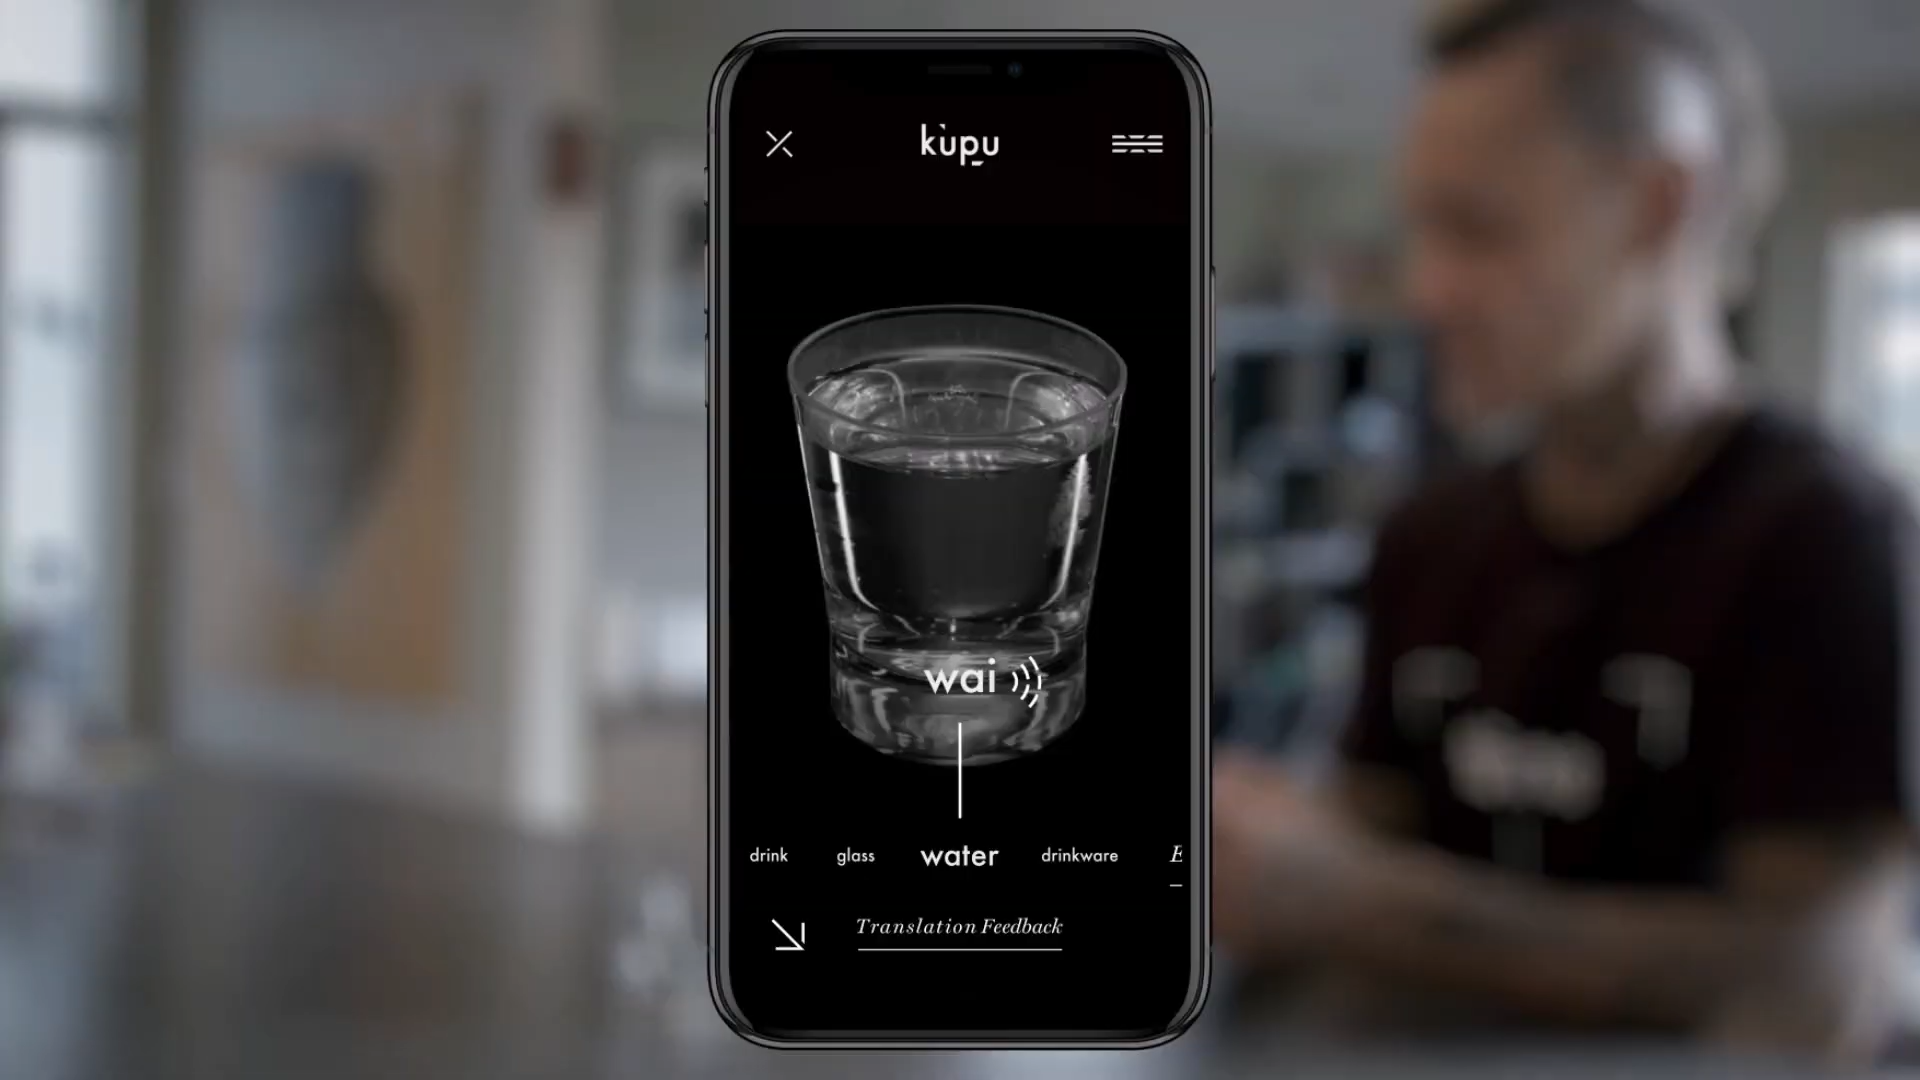 kupu
wai
drink glass water drinkware E
Translation Feedback